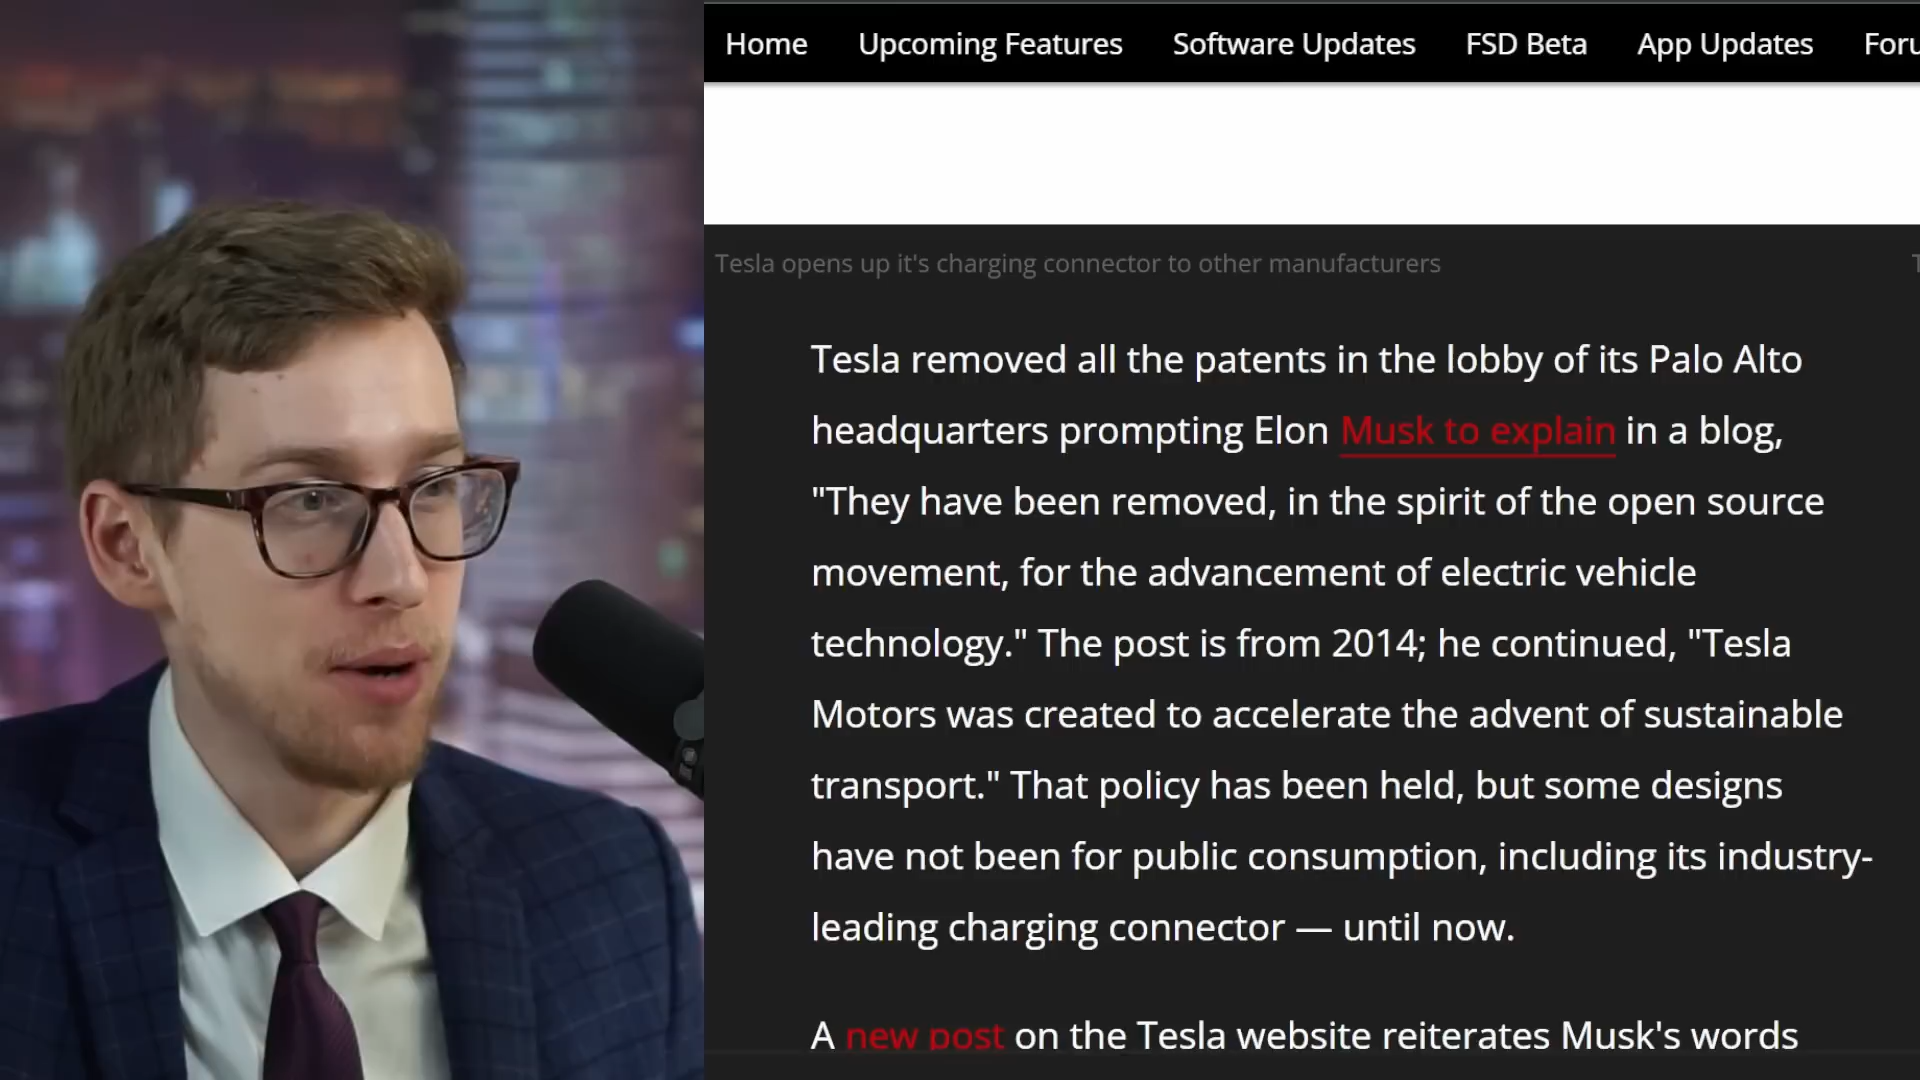 Home Upcoming Features Software Updates FSD Beta App Updates
Tesla opens up it's charging connector to other manufacturers
Tesla removed all the patents in the lobby of its Palo Alto
headquarters prompting Elon Musk to explain in a blog,
"They have been removed, in the spirit of the open source
movement, for the advancement of electric vehicle
technology." The post is from 2014; he continued, "Tesla
Motors was created to accelerate the advent of sustainable
transport." That policy has been held, but some designs
have not been for public consumption, including its industry-
leading charging connector — until now.
A new post on the Tesla website reiterates Musk's words